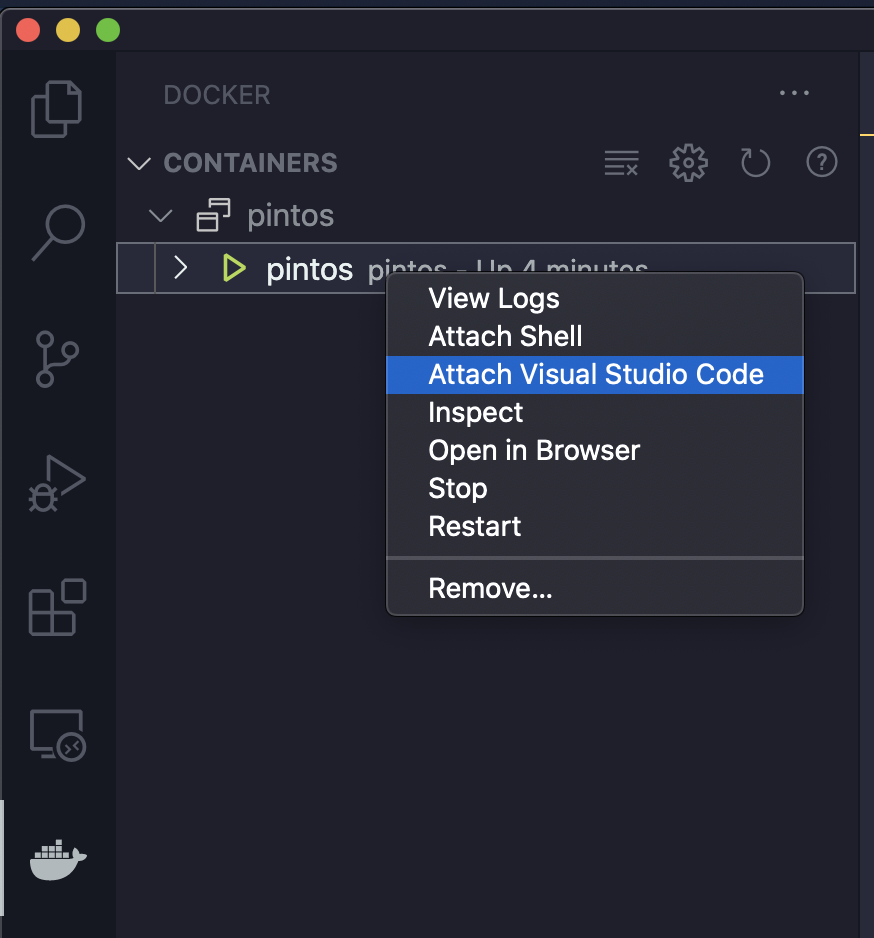 DOCKER
CONTAINERS
pintos
pintos pintos - Up 4 minutes
View Logs
Attach Shell
Attach Visual Studio Code
Inspect
Open in Browser
Stop
Restart
Remove...